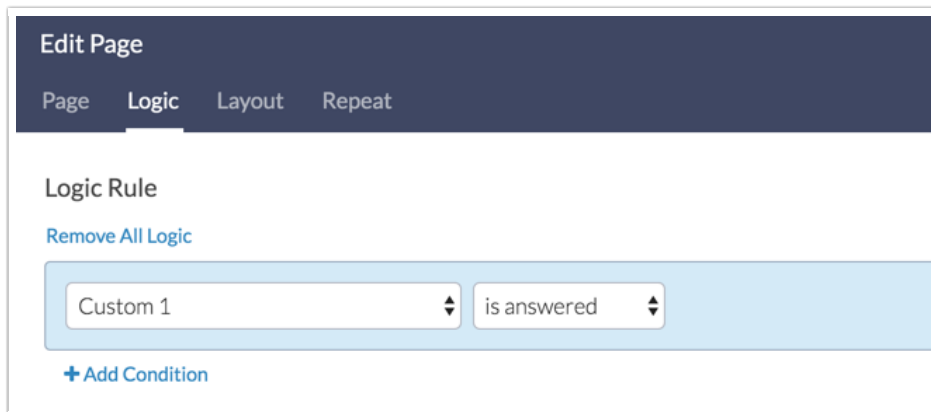 Edit Page
Page Logic Layout Repeat
Logic Rule
Remove All Logic
Custom 1 is answered
+ Add Condition